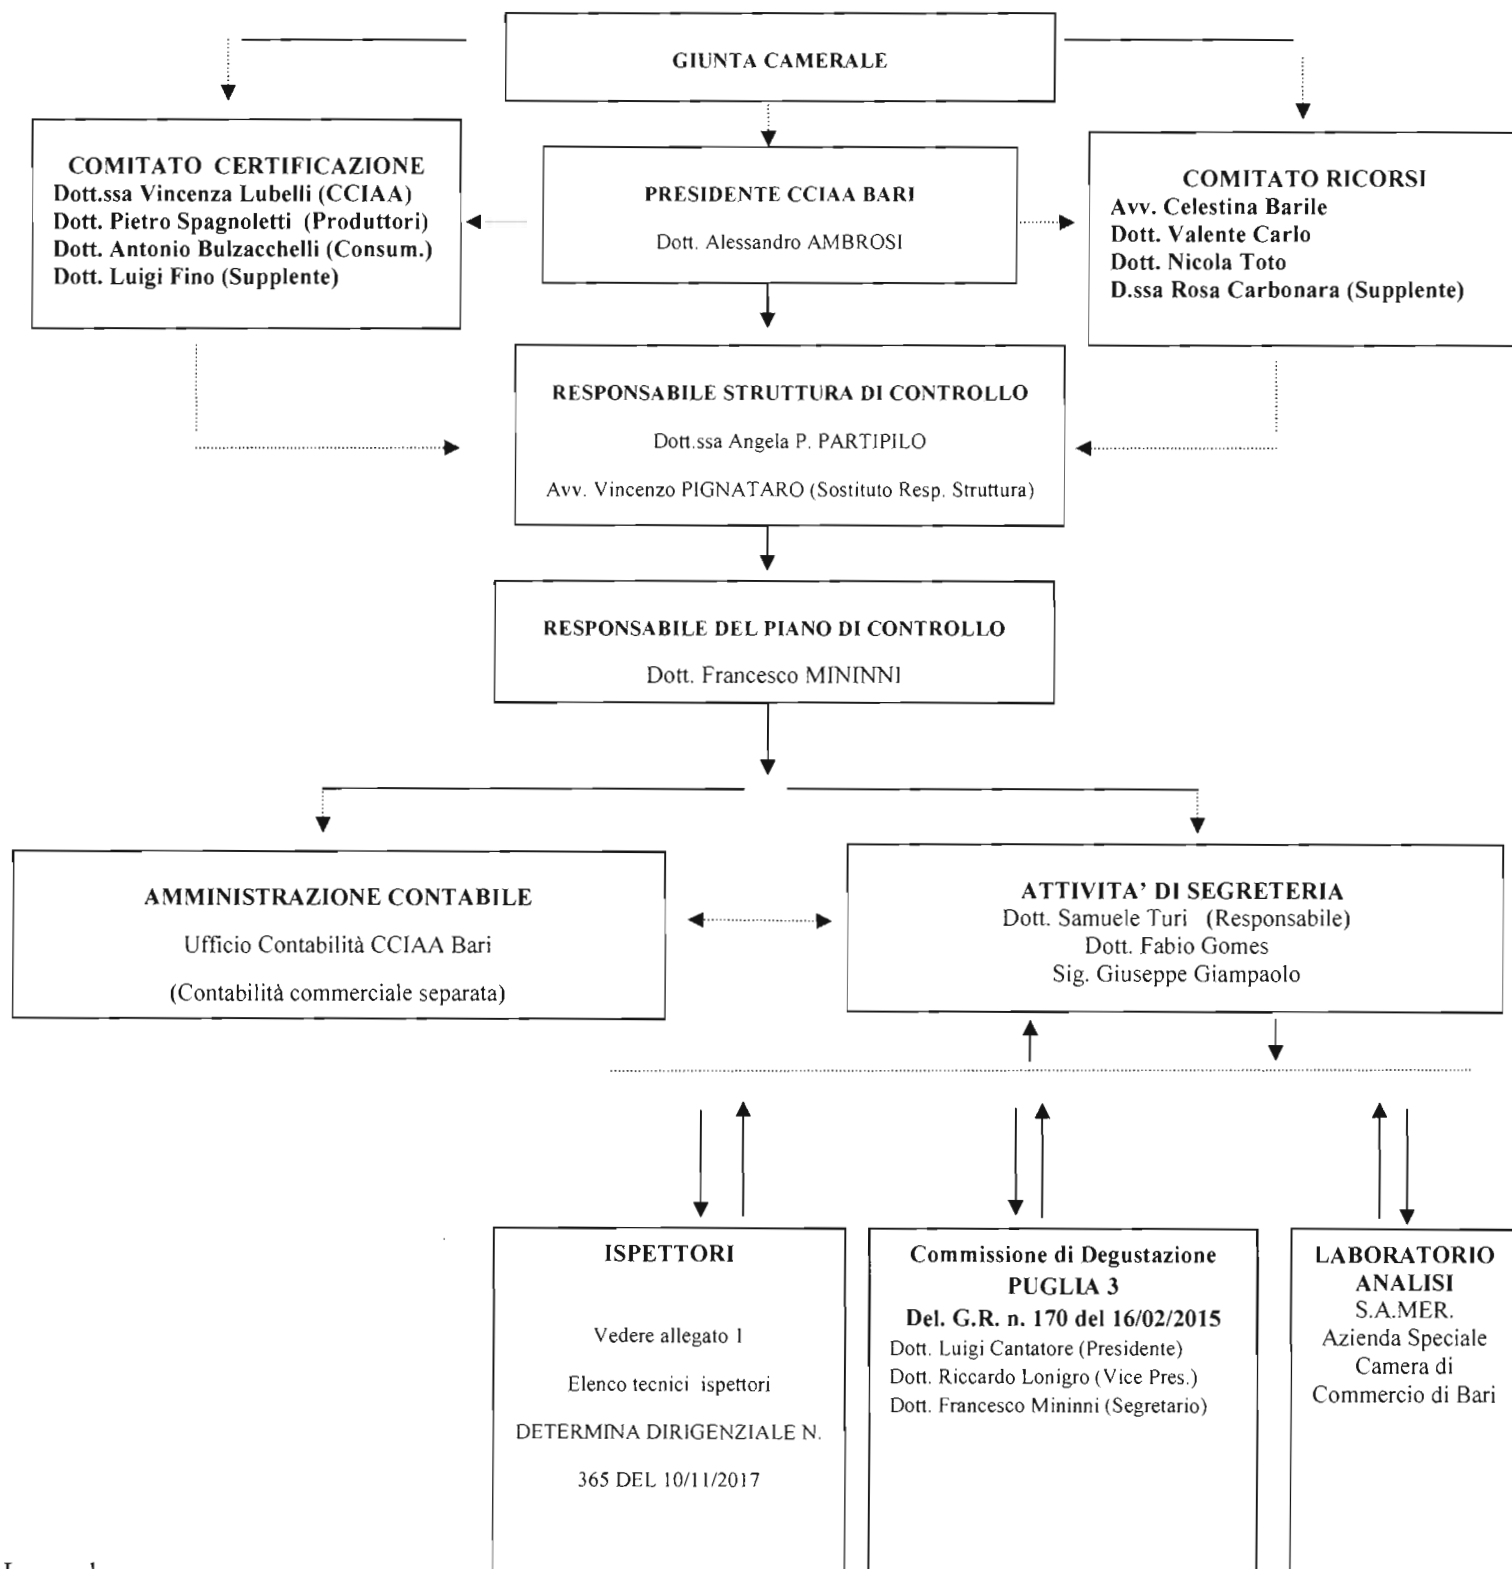 GIUNTA CAMERALE
COMITATO CERTIFICAZIONE
Dott.ssa Vincenza Lubelli (CCIAA)
Dott. Pietro Spagnoletti (Produttori)
Dott. Antonio Bulzacchelli (Consum.)
Dott. Luigi Fino (Supplente)
PRESIDENTE CCIAA BARI
Dott. Alessandro AMBROSI
COMITATO RICORSI
Avv. Celestina Barile
Dott. Valente Carlo
Dott. Nicola Toto
D.ssa Rosa Carbonara (Supplente)
RESPONSABILE STRUTTURA DI CONTROLLO
Dott.ssa Angela P. PARTIPILO
Avv. Vincenzo PIGNATARO (Sostituto Resp. Struttura)
RESPONSABILE DEL PIANO DI CONTROLLO
Dott. Francesco MININNI
AMMINISTRAZIONE CONTABILE
Ufficio Contabilità CCIAA Bari
(Contabilità commerciale separata)
ATTIVITA' DI SEGRETERIA
Dott. Samuele Turi (Responsabile)
Dott. Fabio Gomes
Sig. Giuseppe Giampaolo
ISPETTORI
Vedere allegato 1
Elenco tecnici ispettori
DETERMINA DIRIGENZIALE N.
365 DEL 10/11/2017
Commissione di Degustazione
PUGLIA 3
Del. G.R. n. 170 del 16/02/2015
Dott. Luigi Cantatore (Presidente)
Dott. Riccardo Lonigro (Vice Pres.)
Dott. Francesco Mininni (Segretario)
LABORATORIO
ANALISI
S.A.MER.
Azienda Speciale
Camera di
Commercio di Bari